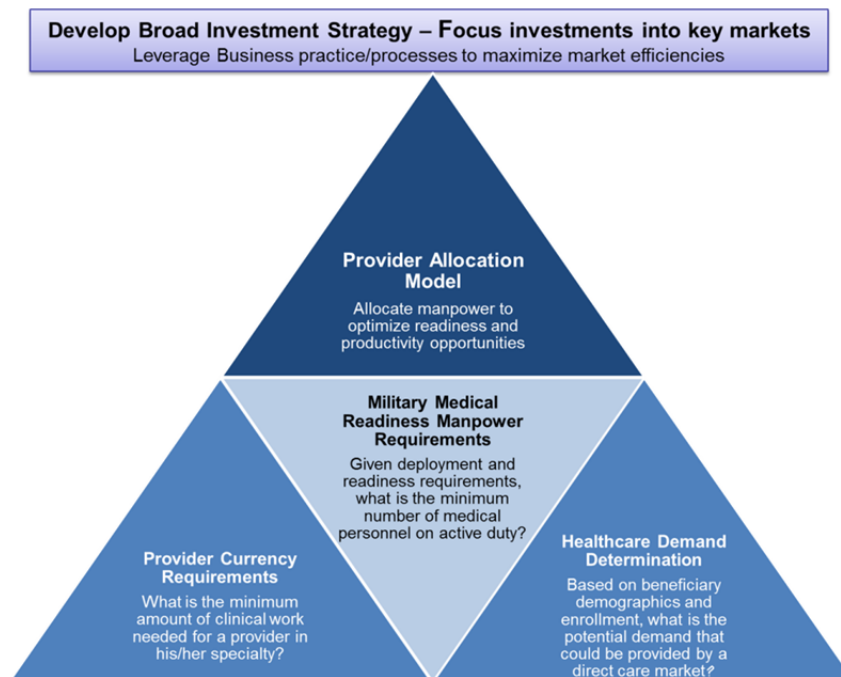 Develop Broad Investment Strategy – Focus investments into key markets
Leverage Business practice/processes to maximize market efficiencies
Provider Allocation
Model
Allocate manpower to
optimize readiness and
productivity opportunities
Military Medical
Readiness Manpower
Requirements
Given deployment and
readiness requirements,
what is the minimum
number of medical
personnel on active duty?
Provider Currency
Requirements
What is the minimum
amount of clinical work
needed for a provider in
his/her specialty?
Healthcare Demand
Determination
Based on beneficiary
demographics and
enrollment, what is the
potential demand that
could be provided by a
direct care market?